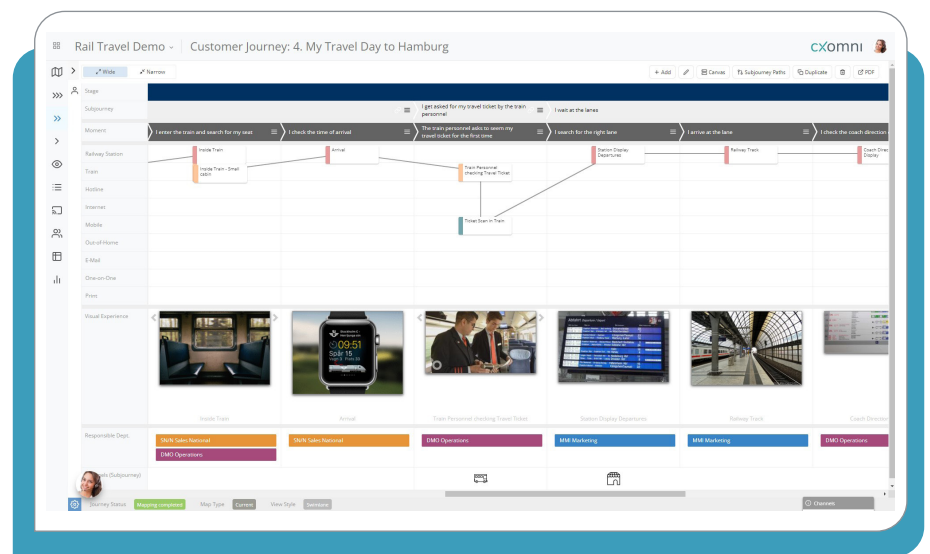 Rail Travel Demo
Customer Journey: 4. My Travel Day to Hamburg
cxomni
Wide
Narrow
+ Add
Canvas
Subjourney Paths
Duplicate
PDF
Stage
Subjourney
I get asked for my travel ticket by the train
personnel
I wait at the lanes
Moment
I enter the train and search for my seat
I check the time of arrival
The train personnel asks to seem my
travel ticket for the first time
I search for the right lane
I arrive at the lane
I check the coach direction
Railway Station
Inside Train
Arrival
Station Display
Departures
Railway Track
Coach Direc
Display
Train
Inside Train - Small
cabin
Train Personnel
checking Travel Ticket
Hotline
Internet
Mobile
Ticket Scan in Train
Out-of-Home
E-Mail
One-on-One
Print
Visual Experience
09:51
Spår 15
Inside Train
Arrival
Train Personnel checking Travel Ticket
Station Display Departures
Railway Track
Coach Direction
Responsible Deps.
SNIN Sales National
SNIN Sales National
DMO Operations
MMI Marketing
MMI Marketing
DMO Operations
DMO Operations
(Subjourney)
Journey Status
Mapping completed
Map Type
Current
View Style
Swimlane
Channels